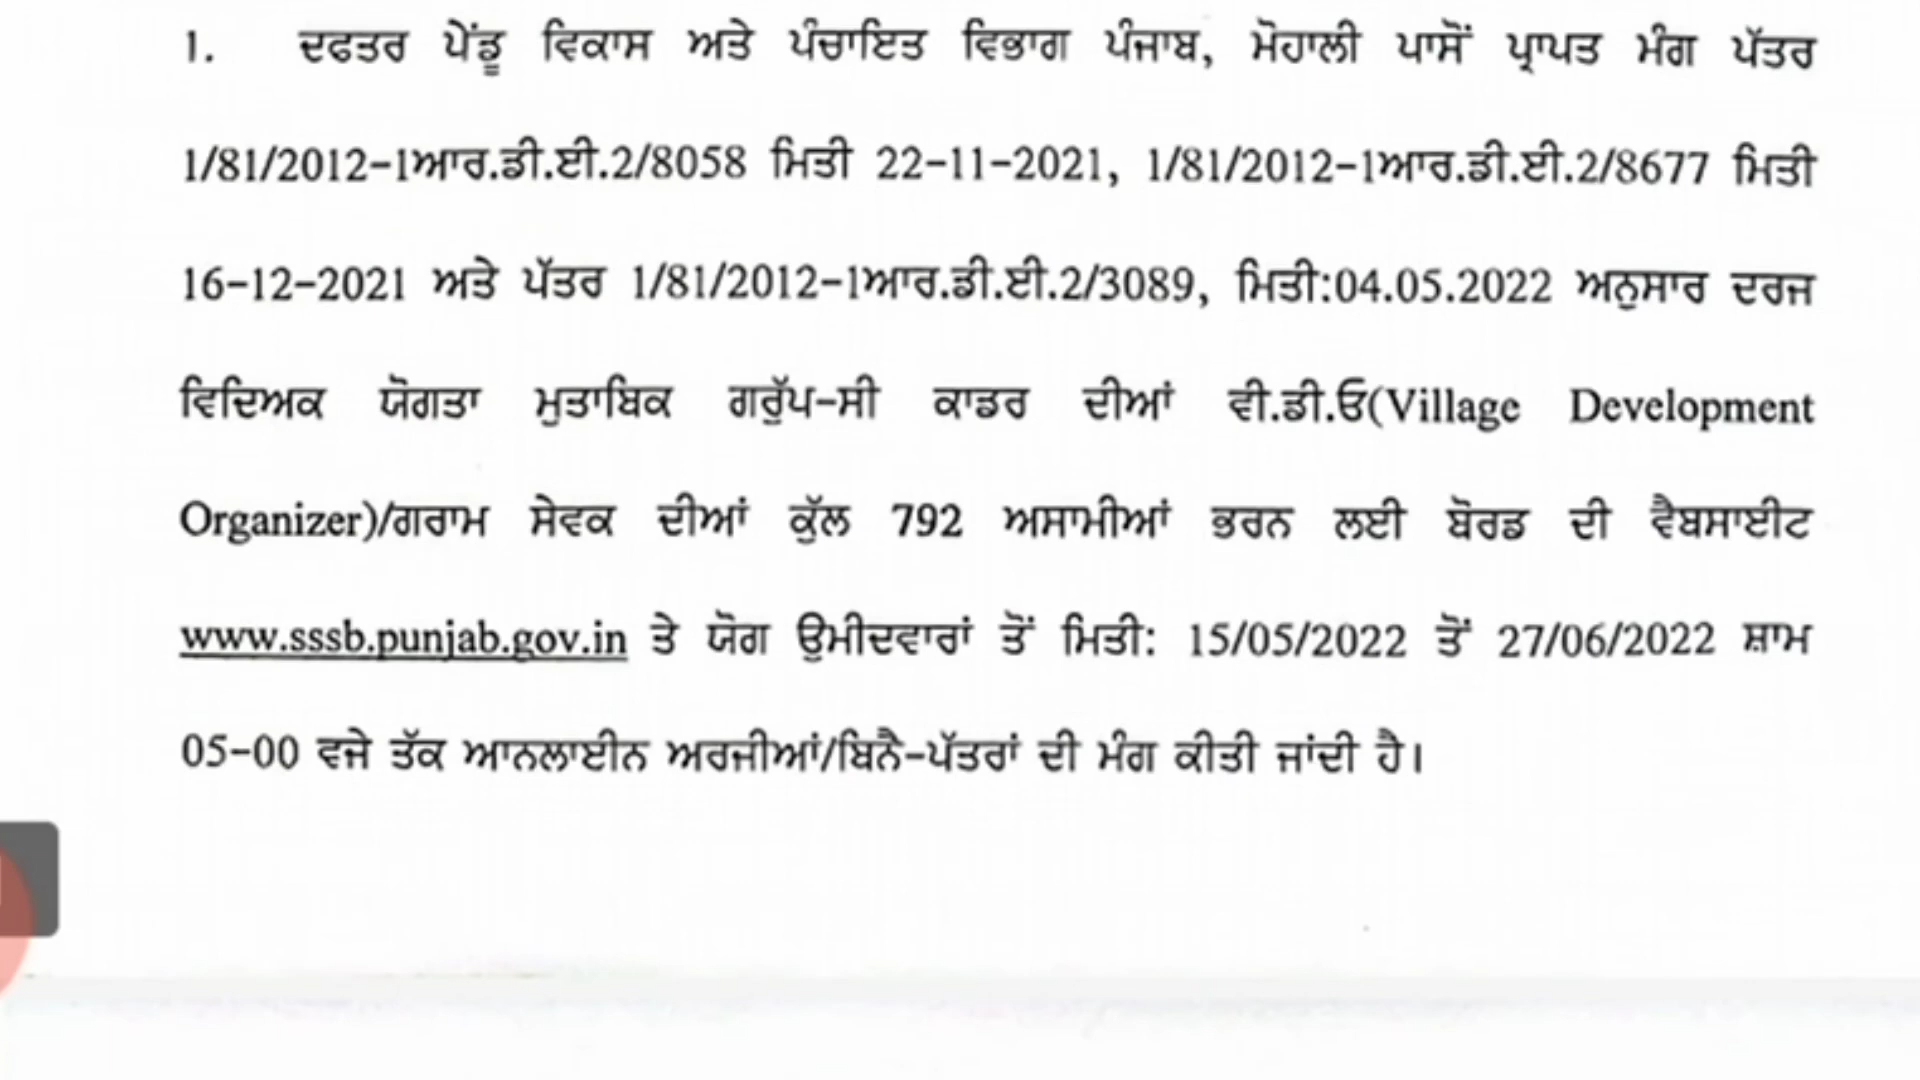 1. ਦਫਤਰ ਪੇਂਡੂ ਵਿਕਾਸ ਅਤੇ ਪੰਚਾਇਤ ਵਿਭਾਗ ਪੰਜਾਬ, ਮੋਹਾਲੀ ਪਾਸੋਂ ਪ੍ਰਾਪਤ ਮੰਗ ਪੱਤਰ
1/81/2012-1ਆਰ.ਡੀ.ਈ.2/8058 ਮਿਤੀ 22-11-2021, 1/81/2012-1ਆਰ.ਡੀ.ਈ.2/8677 ਮਿਤੀ
16-12-2021 ਅਤੇ ਪੱਤਰ 1/81/2012-1ਆਰ.ਡੀ.ਈ.2/3089, ਮਿਤੀ:04.05.2022 ਅਨੁਸਾਰ ਦਰਜ
ਵਿਦਿਅਕ ਯੋਗਤਾ ਮੁਤਾਬਿਕ ਗਰੁੱਪ-ਸੀ ਕਾਡਰ ਦੀਆਂ ਵੀ.ਡੀ.ਓ(Village Development
Organizer)/ਗਰਾਮ ਸੇਵਕ ਦੀਆਂ ਕੁੱਲ 792 ਅਸਾਮੀਆਂ ਭਰਨ ਲਈ ਬੋਰਡ ਦੀ ਵੈਬਸਾਈਟ
www.sssb.punjab.gov.in ਤੇ ਯੋਗ ਉਮੀਦਵਾਰਾਂ ਤੋਂ ਮਿਤੀ: 15/05/2022 ਤੋਂ 27/06/2022 ਸ਼ਾਮ
05-00 ਵਜੇ ਤੱਕ ਆਨਲਾਈਨ ਅਰਜੀਆਂ/ਬਿਨੈ-ਪੱਤਰਾਂ ਦੀ ਮੰਗ ਕੀਤੀ ਜਾਂਦੀ ਹੈ।